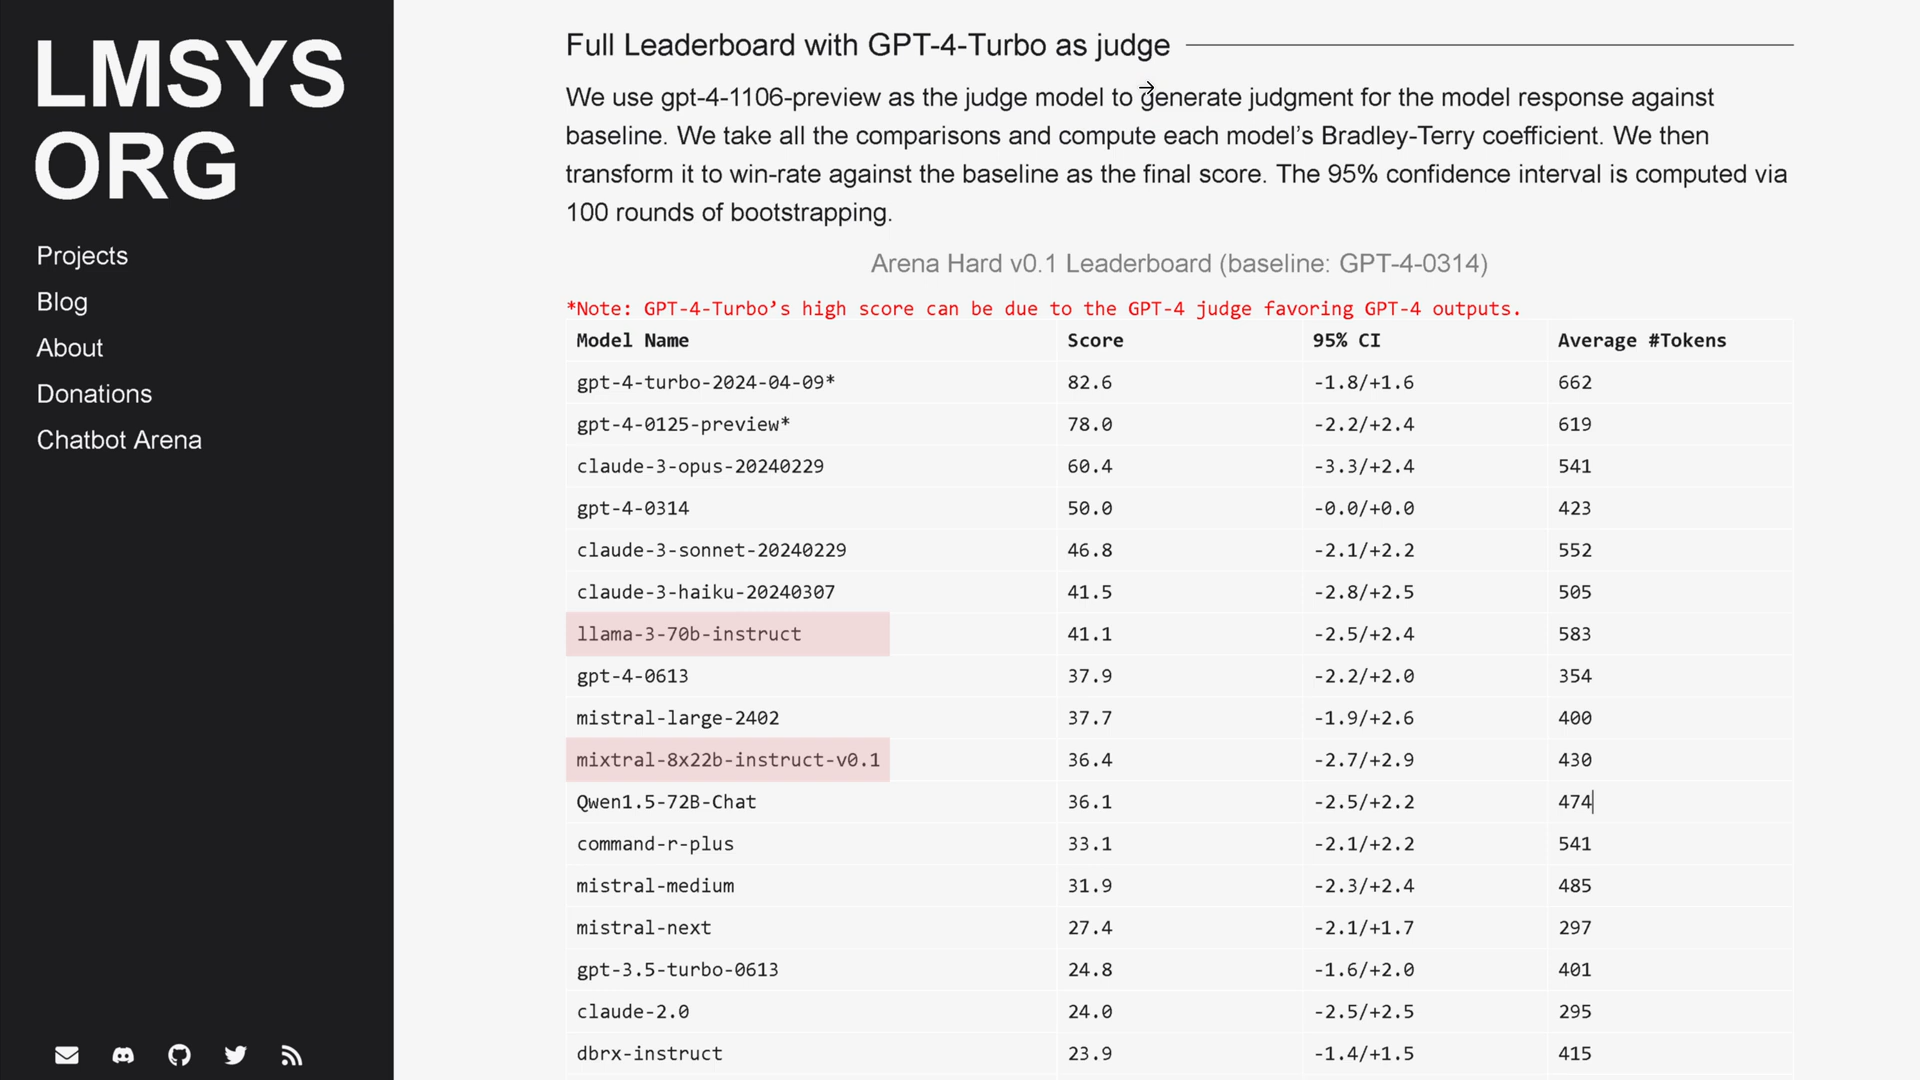 LMSYS
ORG
Projects
Blog
About
Donations
Chatbot Arena
Full Leaderboard with GPT-4-Turbo as judge
We use gpt-4-1106-preview as the judge model to generate judgment for the model response against
baseline. We take all the comparisons and compute each model’s Bradley-Terry coefficient. We then
transform it to win-rate against the baseline as the final score. The 95% confidence interval is computed via
100 rounds of bootstrapping.
Arena Hard v0.1 Leaderboard (baseline: GPT-4-0314)
*Note: GPT-4-Turbo’s high score can be due to the GPT-4 judge favoring GPT-4 outputs.
Model Name Score 95% CI Average #Tokens
gpt-4-turbo-2024-04-09* 82.6 -1.8/+1.6 662
gpt-4-0125-preview* 78.0 -2.2/+2.4 619
claude-3-opus-20240229 60.4 -3.3/+2.4 541
gpt-4-0314 50.0 -0.0/+0.0 423
claude-3-sonnet-20240229 46.8 -2.1/+2.2 552
claude-3-haiku-20240307 41.5 -2.8/+2.5 505
llama-3-70b-instruct 41.1 -2.5/+2.4 583
gpt-4-0613 37.9 -2.2/+2.0 354
mistral-large-2402 37.7 -1.9/+2.6 400
mixtral-8x22b-instruct-v0.1 36.4 -2.7/+2.9 430
Qwen1.5-72B-Chat 36.1 -2.5/+2.2 474
command-r-plus 33.1 -2.1/+2.2 541
mistral-medium 31.9 -2.3/+2.4 485
mistral-next 27.4 -2.1/+1.7 297
gpt-3.5-turbo-0613 24.8 -1.6/+2.0 401
claude-2.0 24.0 -2.5/+2.5 295
dbrx-instruct 23.9 -1.4/+1.5 415